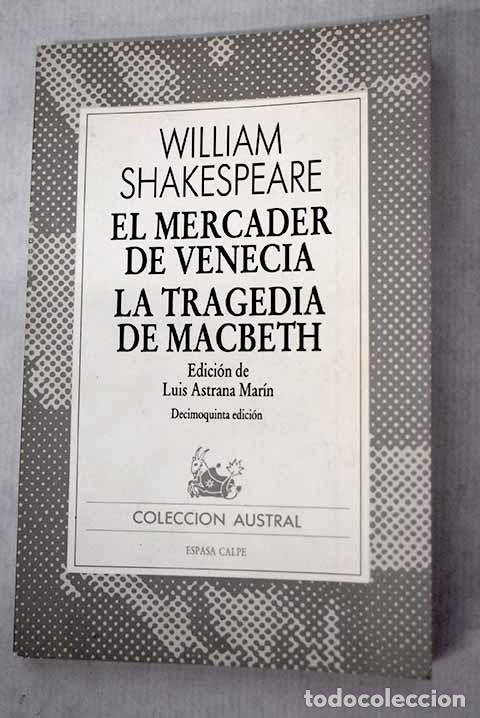 WILLIAM
SHAKESPEARE
EL MERCADER
DE VENECIA
LA TRAGEDIA
DE MACBETH
Edición de
Luis Astrana Marín
Decimoquinta edición
COLECCION AUSTRAL
ESPASA CALPE
todocoleccion